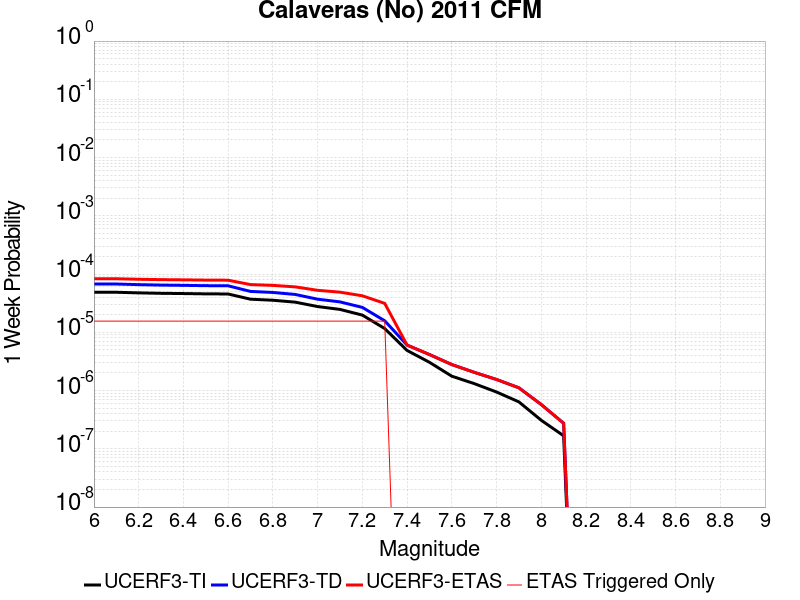 Calaveras (No) 2011 CFM
1 Week Probability
10^0
10^-1
10^-2
10^-3
10^-4
10^-5
10^-6
10^-7
10^-8
6 6.2 6.4 6.6 6.8 7 7.2 7.4 7.6 7.8 8 8.2 8.4 8.6 8.8 9
Magnitude
UCERF3-TI UCERF3-TD UCERF3-ETAS ETAS Triggered Only